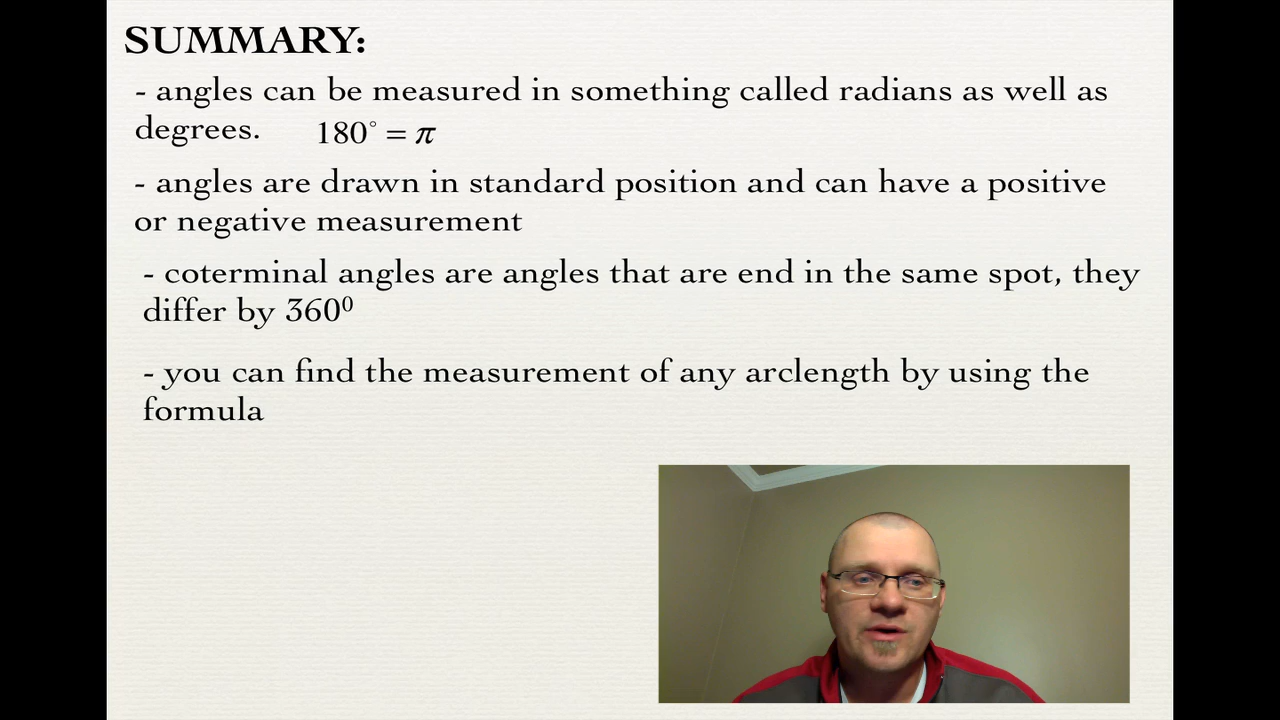 SUMMARY:
- angles can be measured in something called radians as well as
degrees. 180° = π
- angles are drawn in standard position and can have a positive
or negative measurement
- coterminal angles are angles that are end in the same spot, they
differ by 360⁰
- you can find the measurement of any arclength by using the
formula